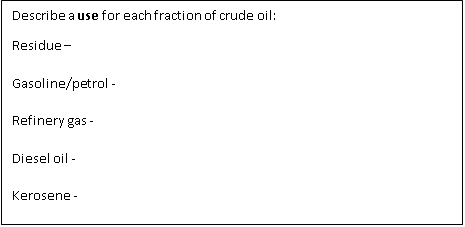 Describe a use for each fraction of crude oil:
Residue –
Gasoline/petrol -
Refinery gas -
Diesel oil -
Kerosene -